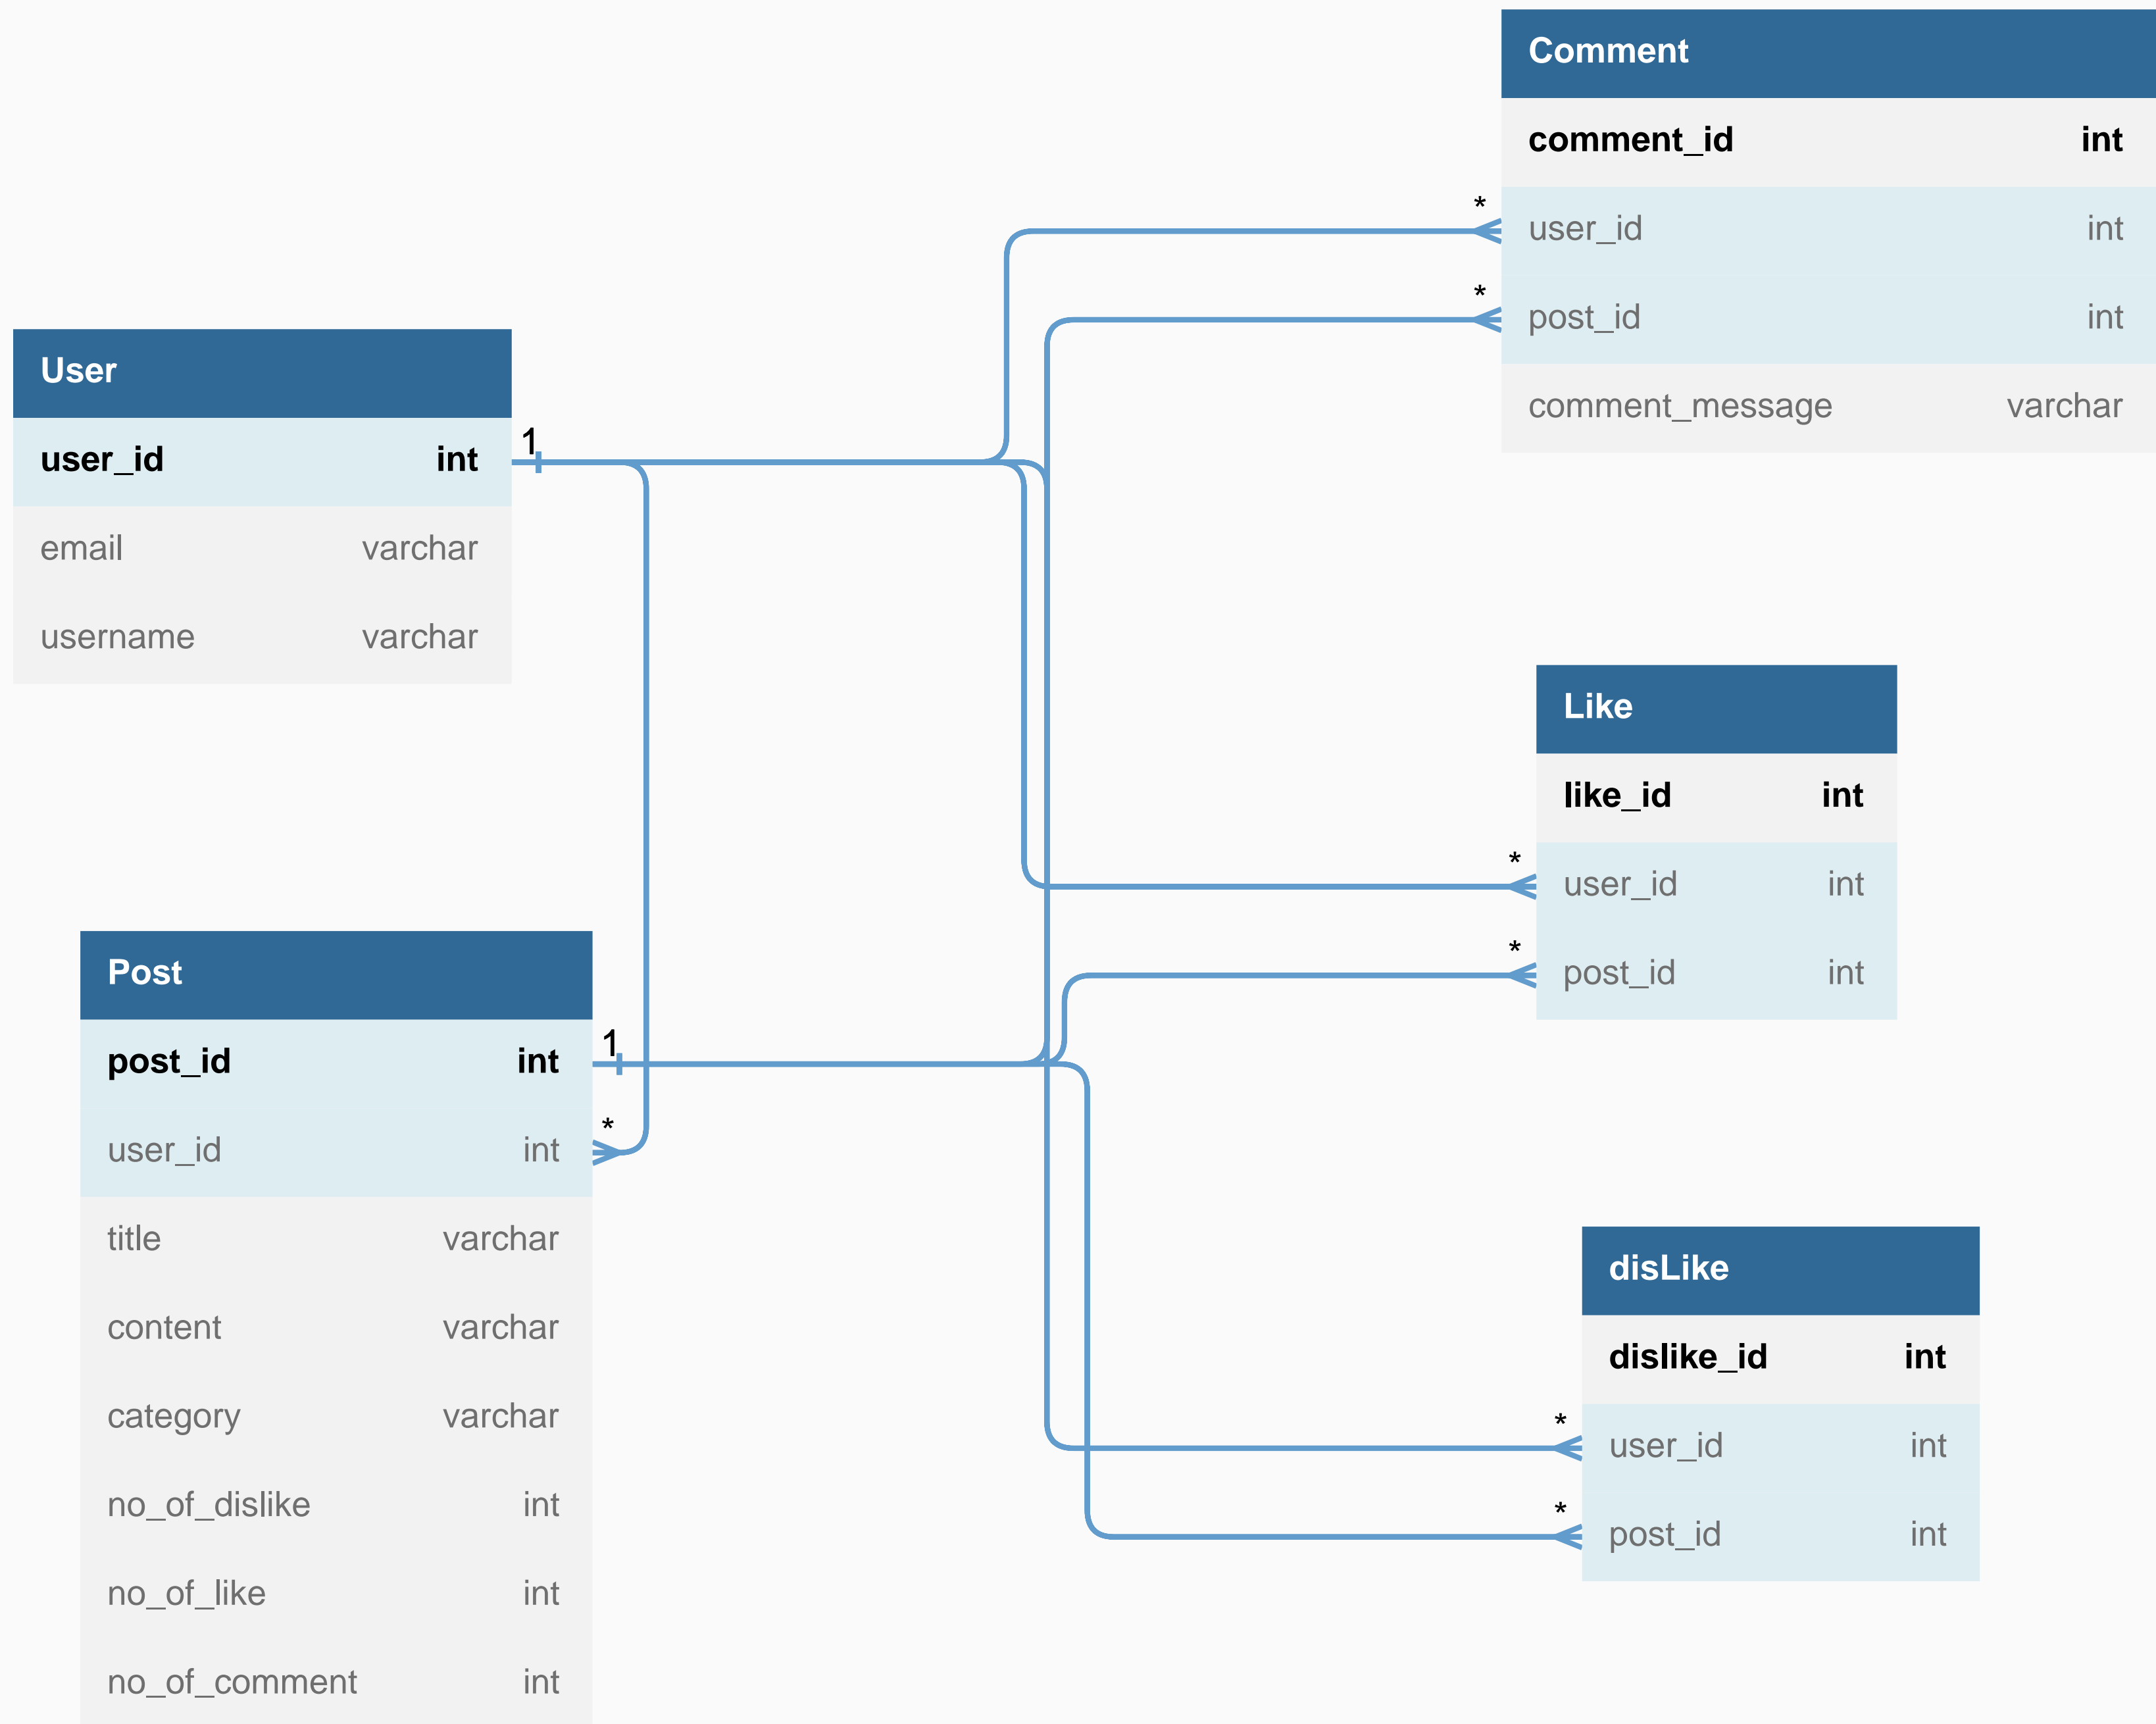 User
user_id int
email varchar
username varchar
1
Post
post_id int
user_id int
title varchar
content varchar
category varchar
no_of_dislike int
no_of_like int
no_of_comment int
1
*
Comment
comment_id int
* user_id int
* post_id int
comment_message varchar
Like
like_id int
* user_id int
* post_id int
disLike
dislike_id int
* user_id int
* post_id int